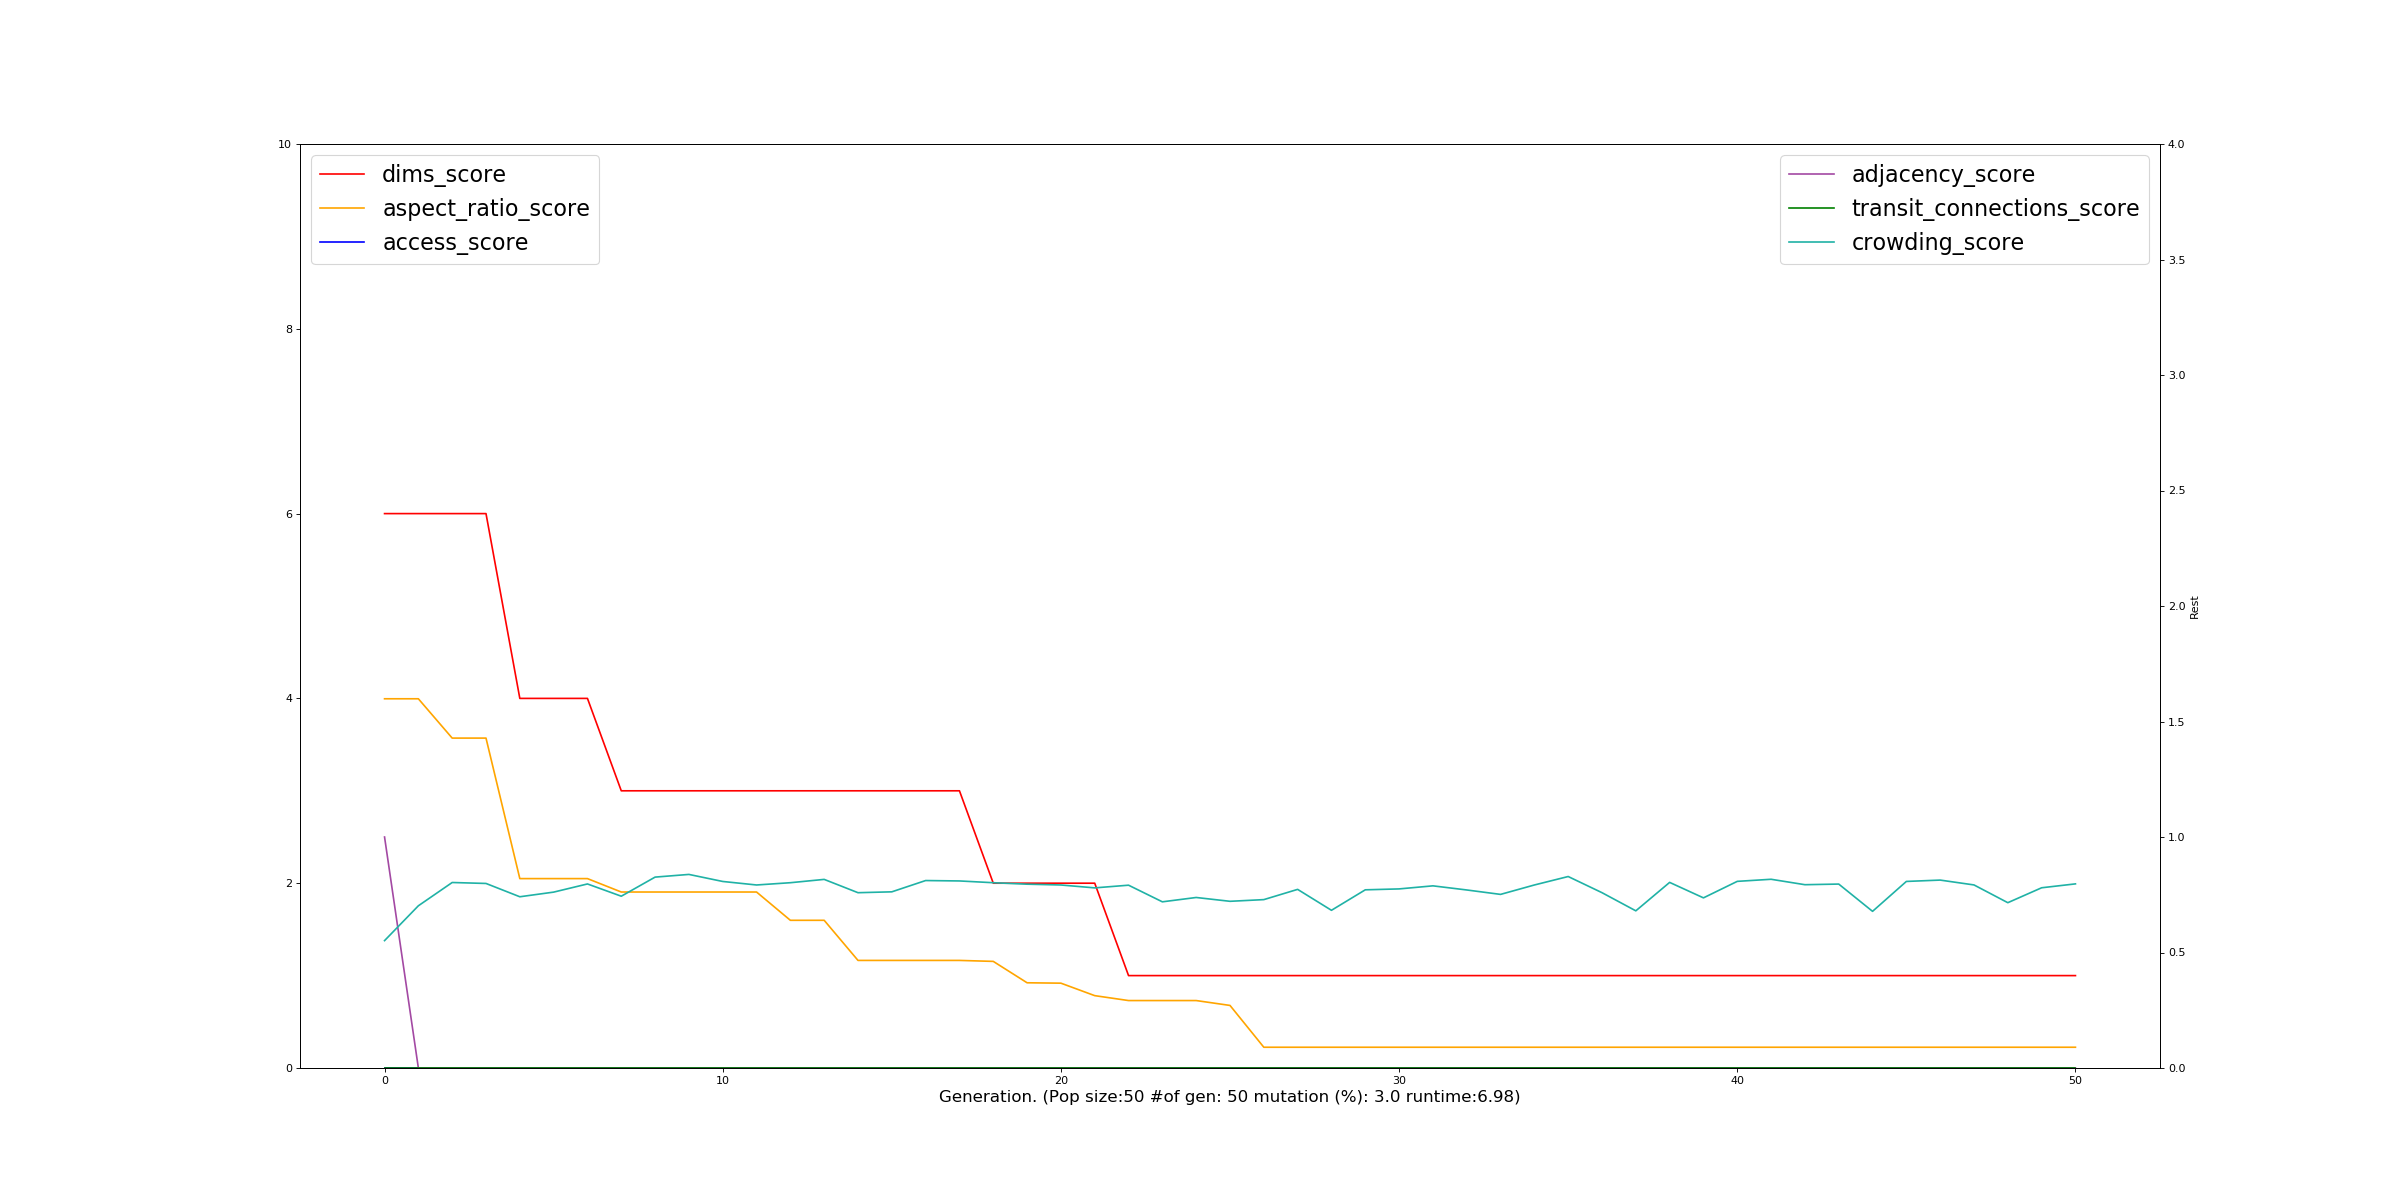 dims_score
aspect_ratio_score
access_score
adjacency_score
transit_connections_score
crowding_score
10
8
6
4
2
0
4.0
3.5
3.0
2.5
2.0
1.5
1.0
0.5
0.0
Rest
0 10 20 30 40 50
Generation. (Pop size:50 #of gen: 50 mutation (%): 3.0 runtime:6.98)